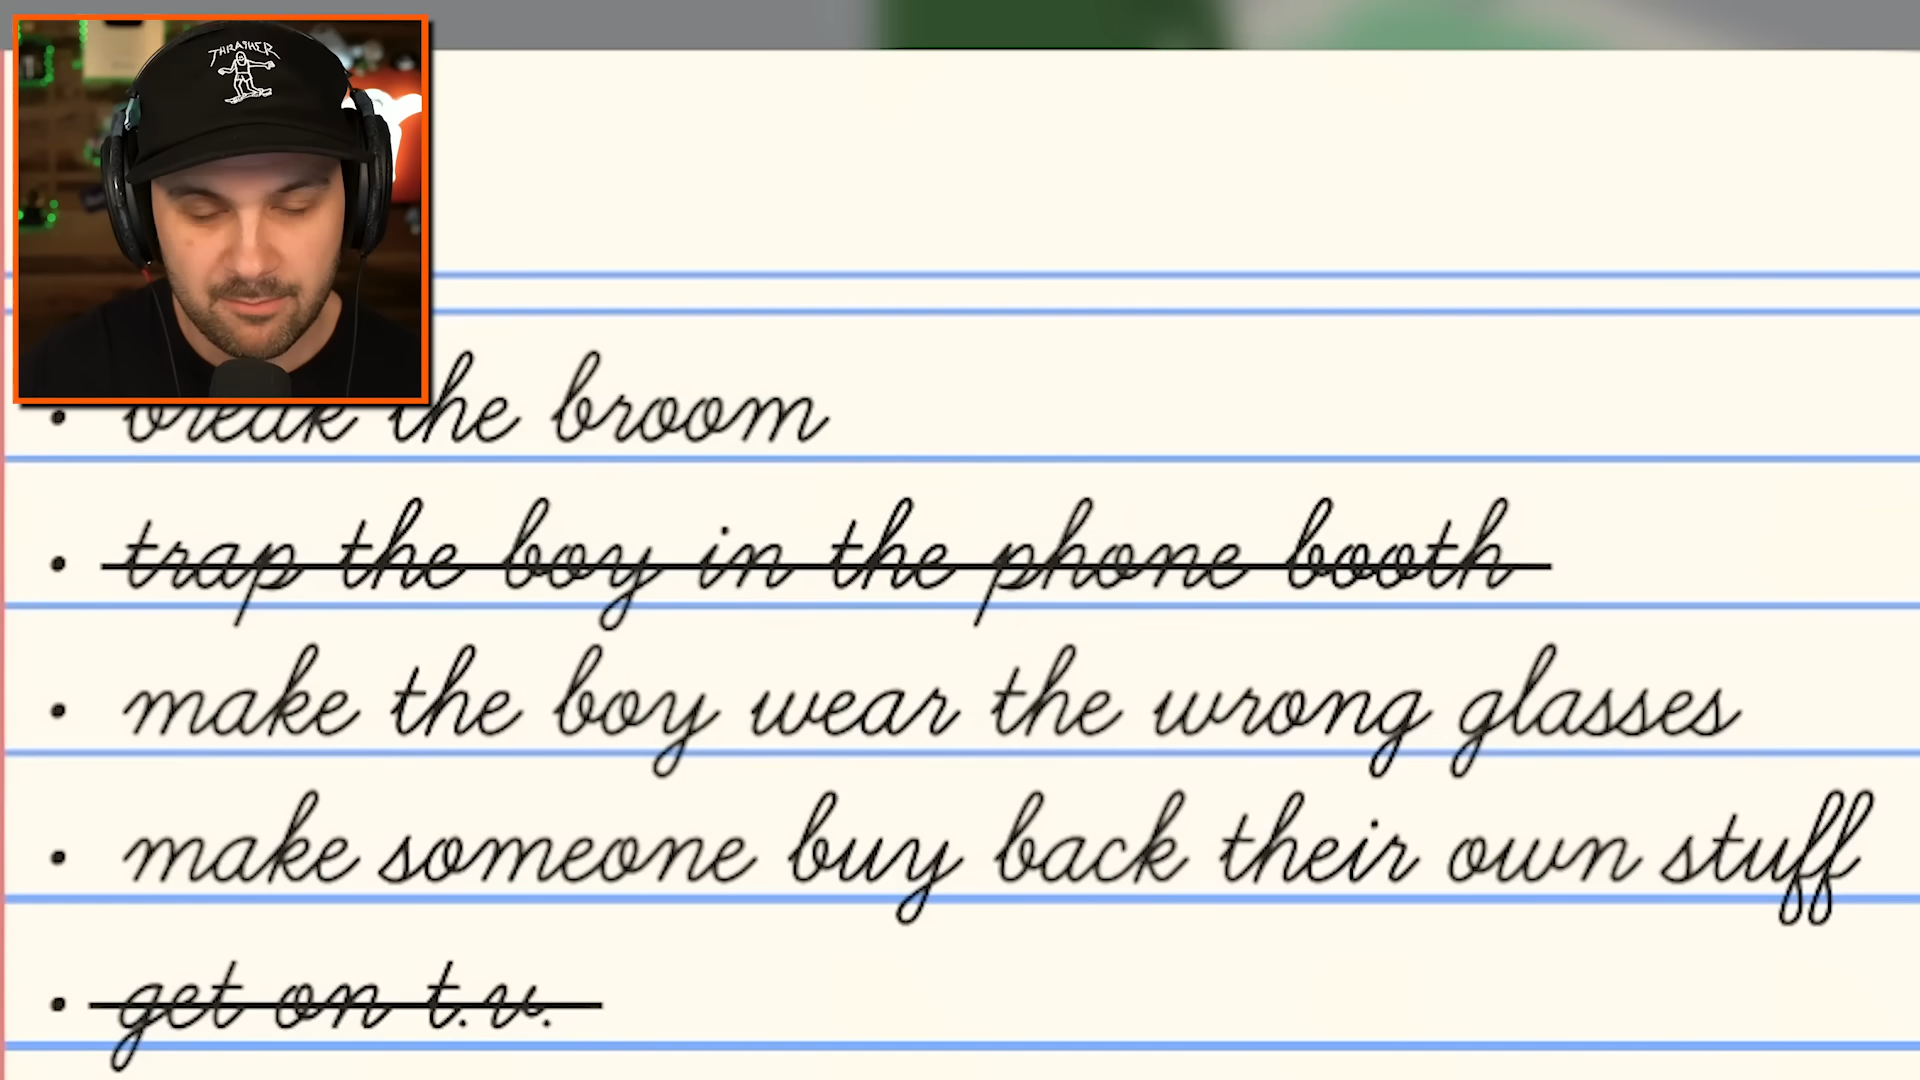 THRASHER
• break the broom
• trap the boy in the phone booth
• make the boy wear the wrong glasses
• make someone buy back their own stuff
• get on t.v.